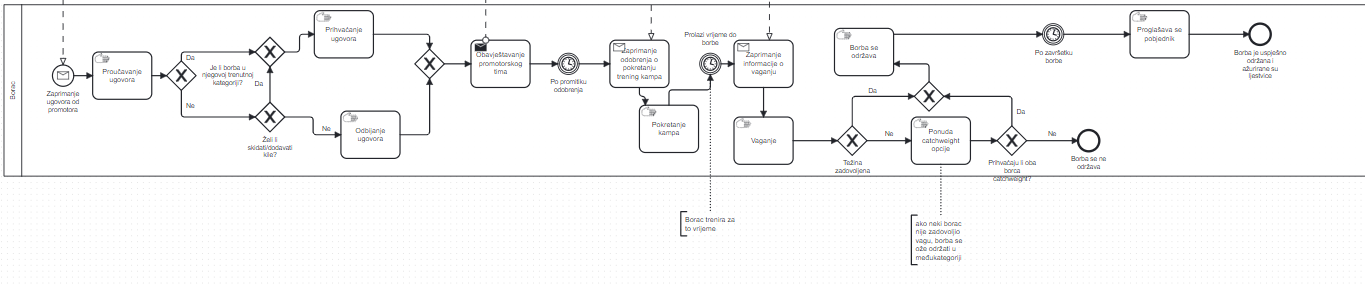 Borac
Zaprimanje
ugovora od
promotora
Proučavanje
ugovora
Da
Je li borba u
njegovoj trenutnoj
kategoriji?
Ne
Da
Želi li
skidati/dodavati
kile?
Ne
Prihvaćanje
ugovora
Odbijanje
ugovora
Obavještavanje
promotorskog
tima
Po promitiku
odobrenja
Zaprimanje
odobrenja o
pokretanju
trening kampa
Pokretanje
kampa
Prolazi vrijeme do
borbe
Borac trenira za
to vrijeme
Zaprimanje
informacije o
vaganju
Vaganje
Težina
zadovoljena
Da
Ne
Borba se
održava
Ponuda
catchweight
opcije
ako neki borac
nije zadovoljio
vagu, borba se
ože održati u
međukategoriji
Prihvaćaju li oba
borca
catchweight?
Da
Ne
Borba se ne
održava
Po završetku
borbe
Proglašava se
pobjednik
Borba je uspješno
održana i
ažurirane su
ljestvice